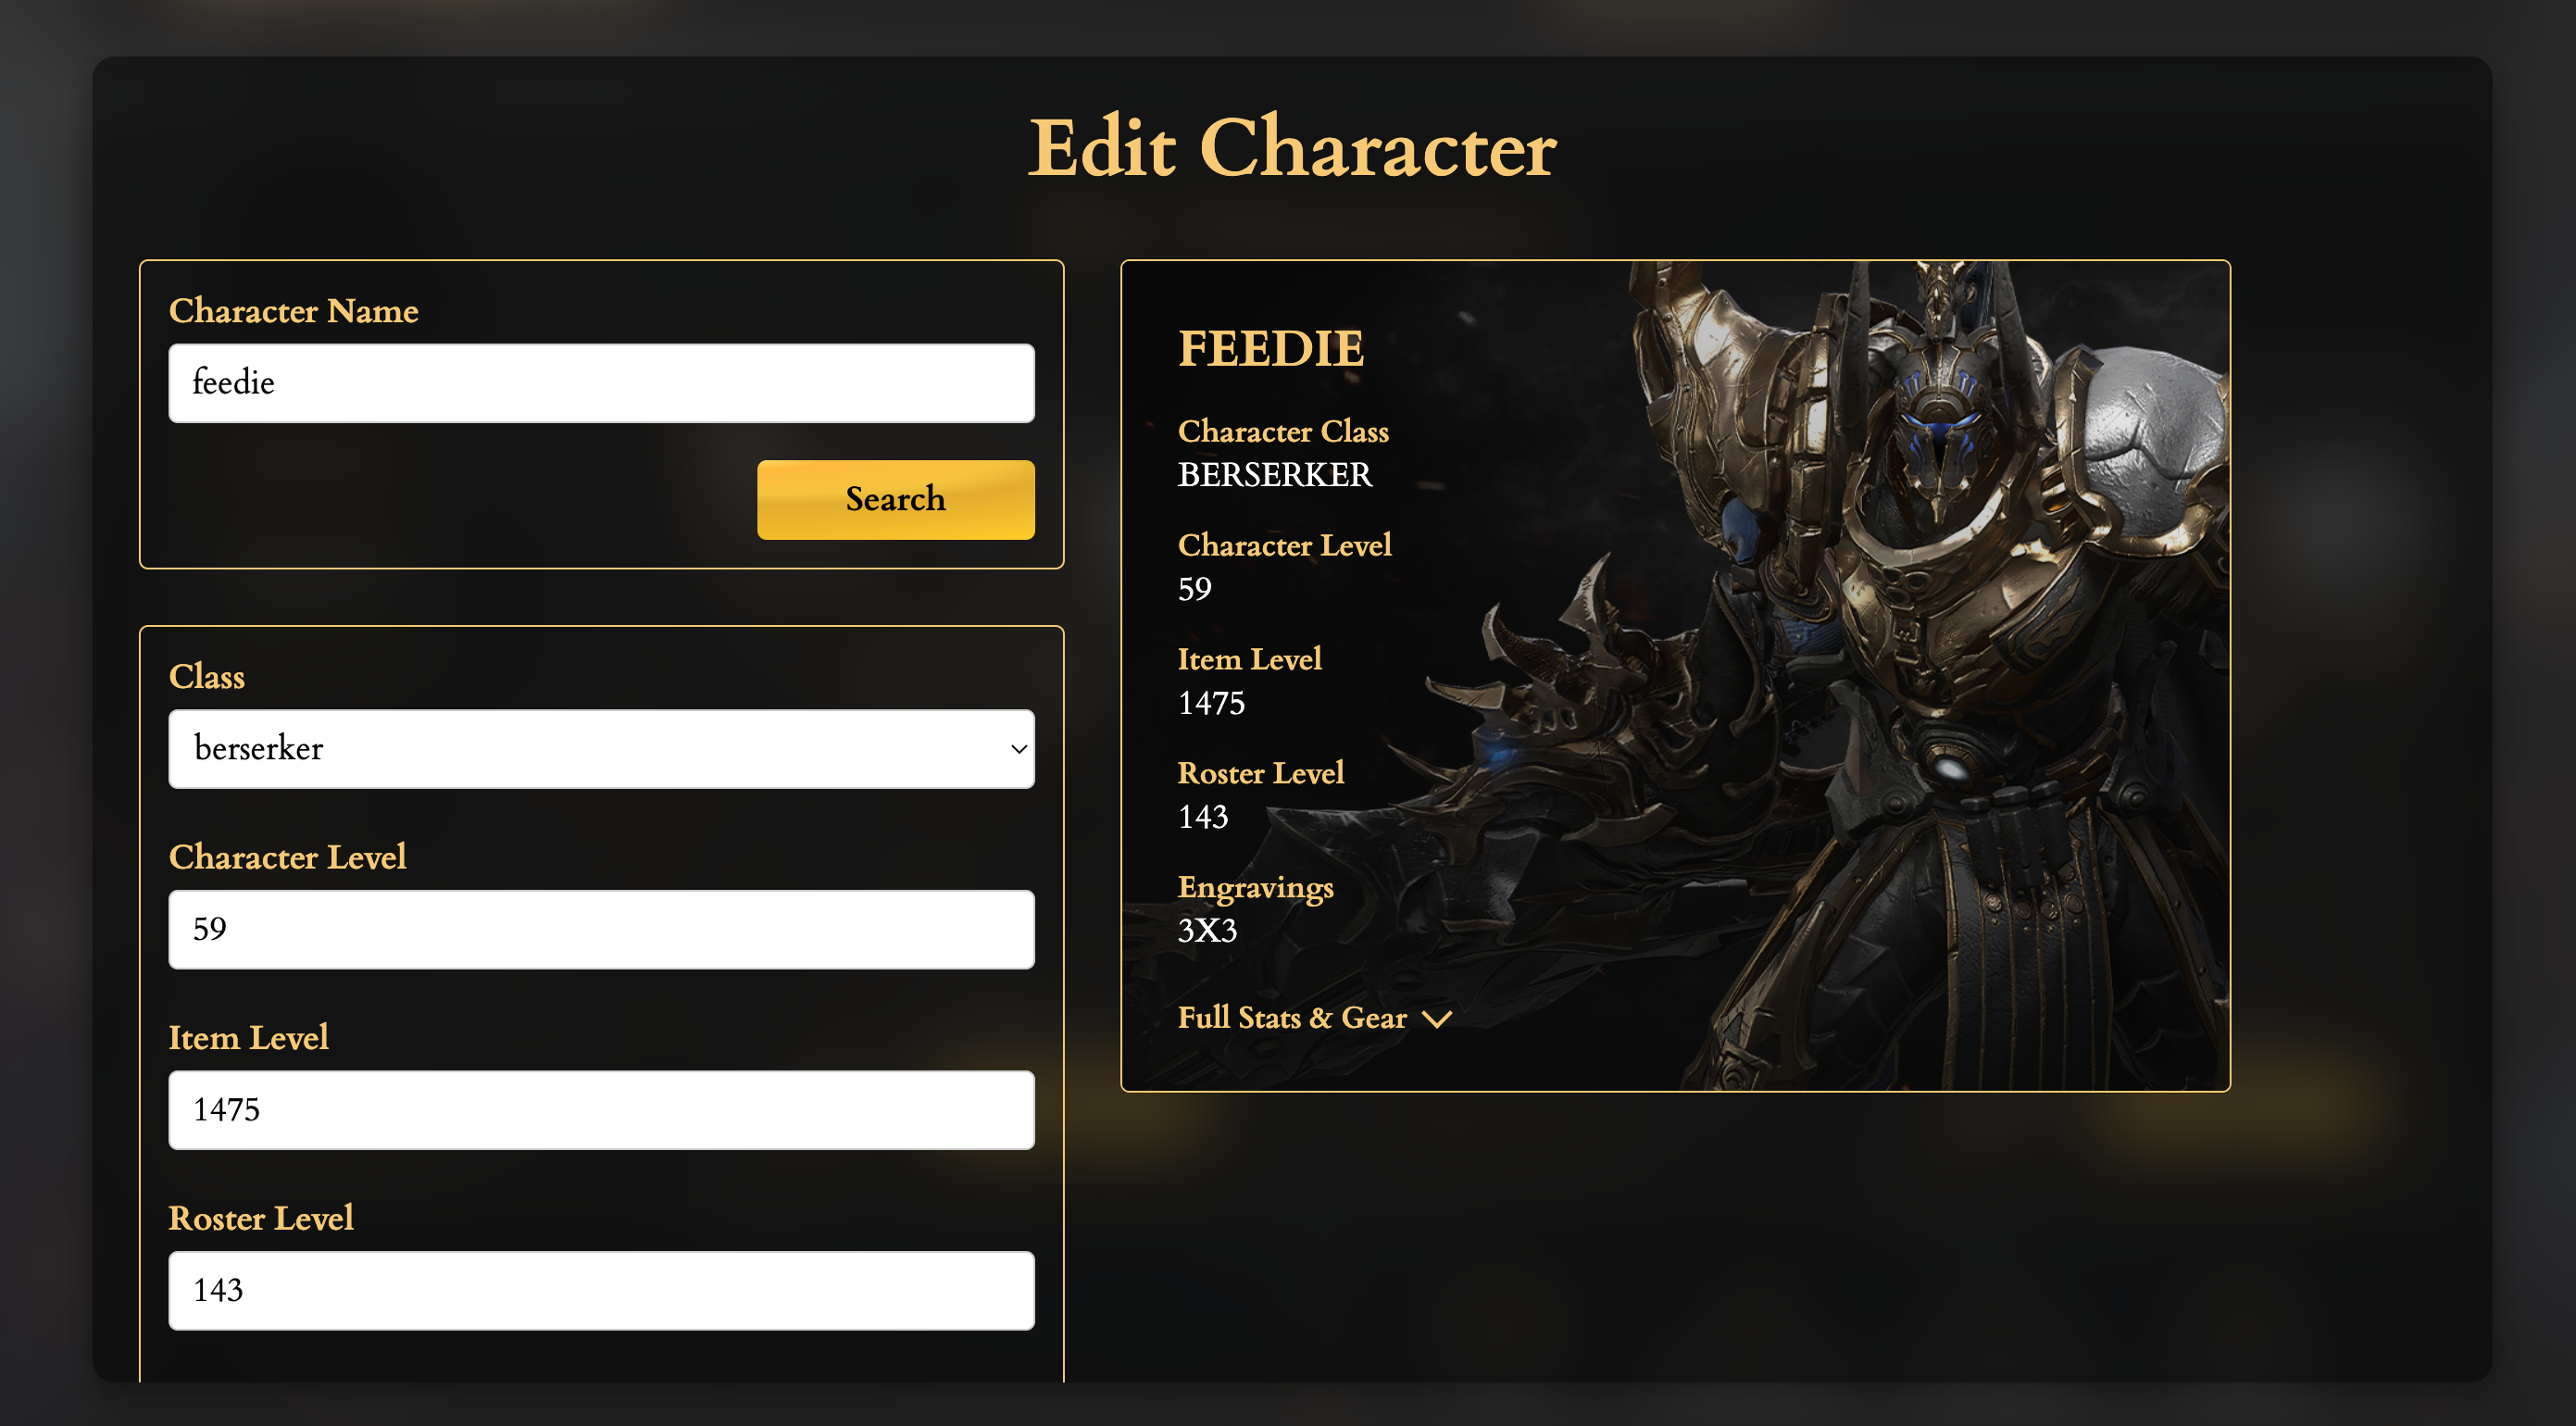 Edit Character
Character Name
feedie
Search
Class
berserker
Character Level
59
Item Level
1475
Roster Level
143
FEEDIE
Character Class
BERSERKER
Character Level
59
Item Level
1475
Roster Level
143
Engravings
3X3
Full Stats & Gear